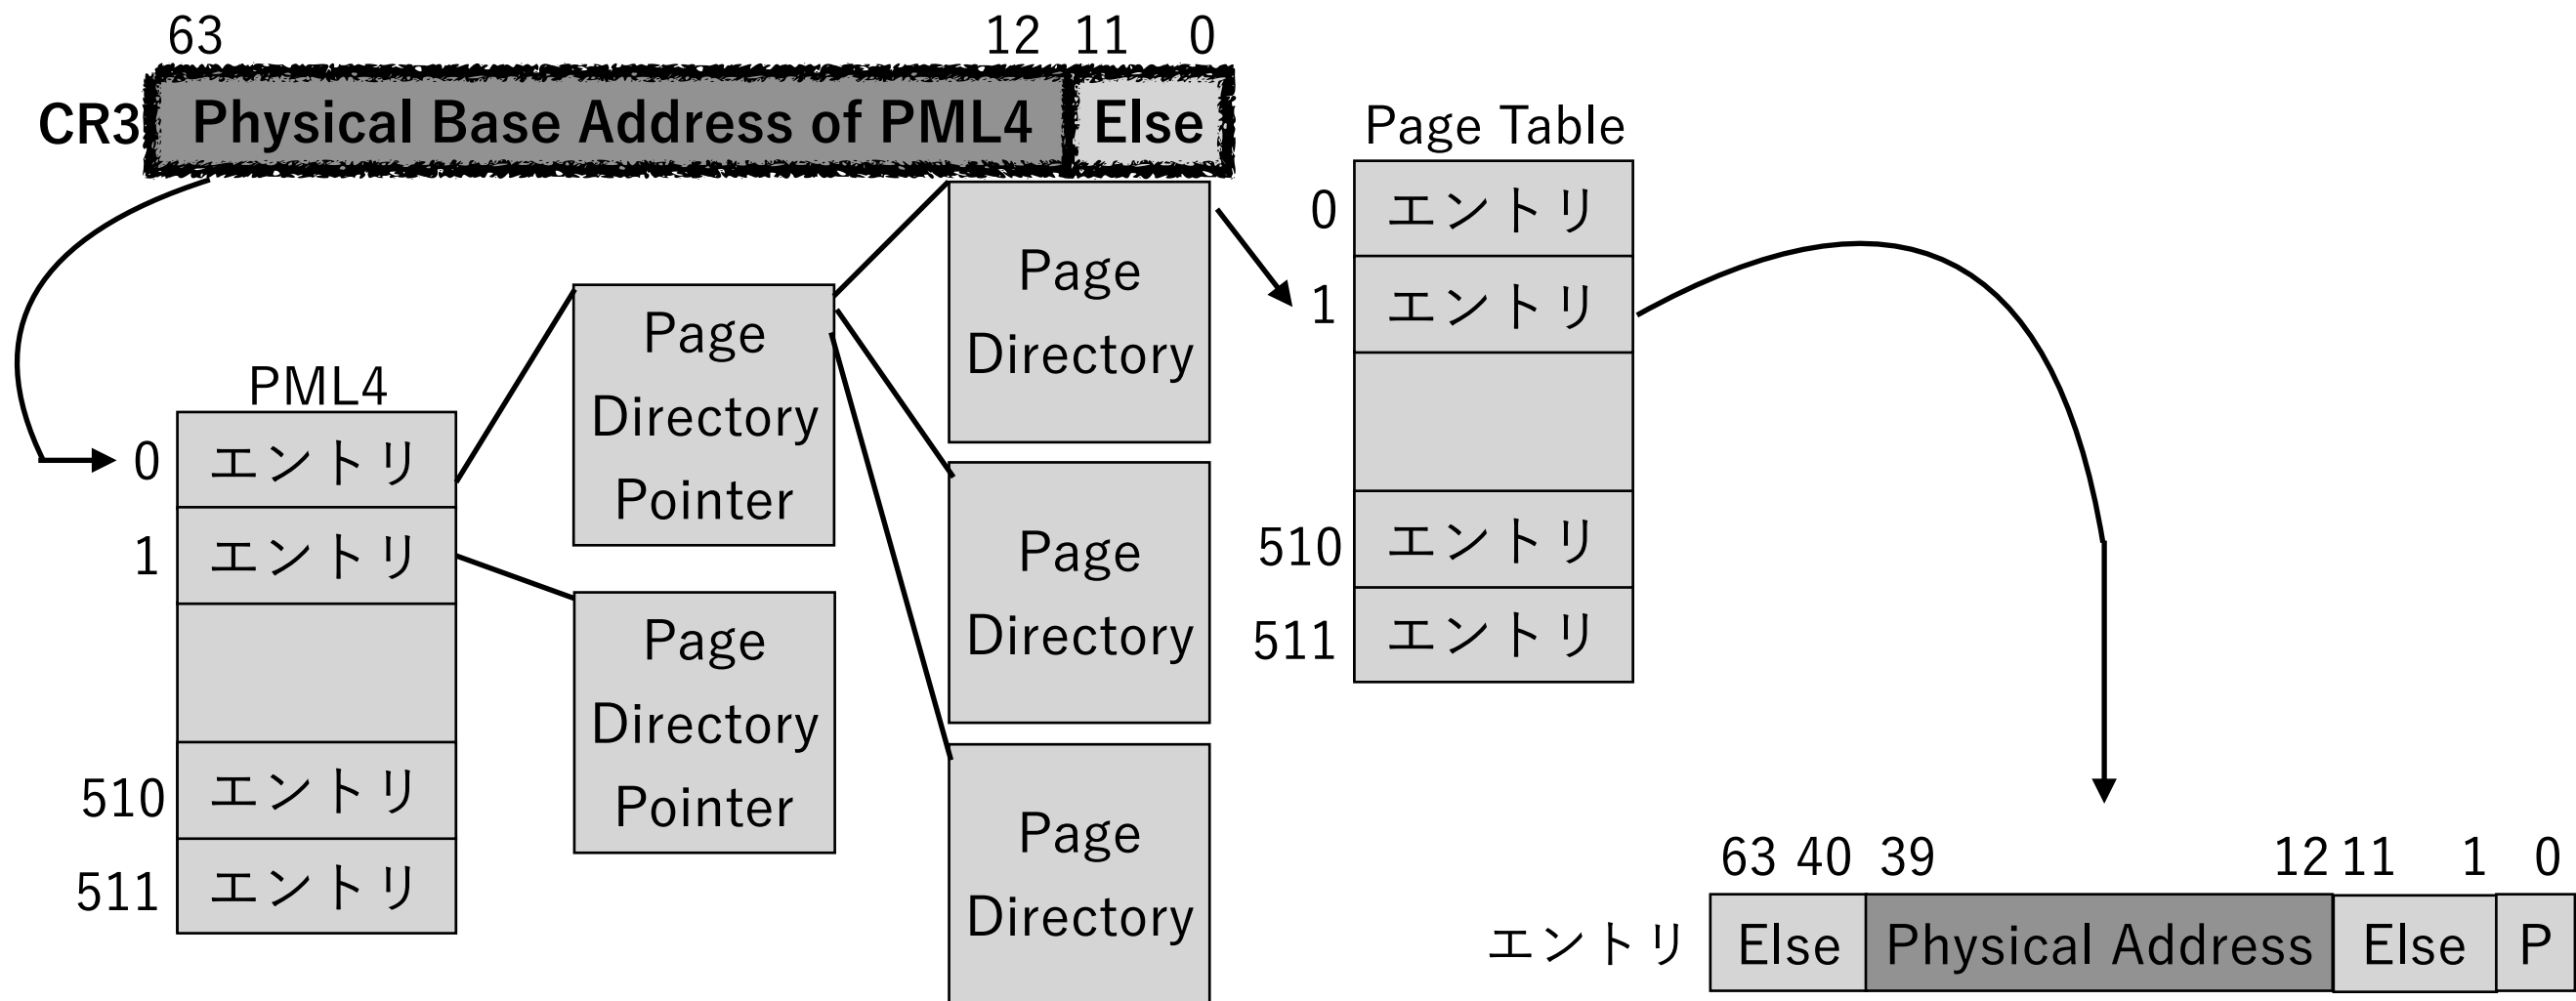 63 12 11 0
CR3 Physical Base Address of PML4 Else
PML4
0 エントリ
1 エントリ
510 エントリ
511 エントリ
Page
Directory
Pointer
Page
Directory
Pointer
Page
Directory
Page
Directory
Page
Directory
Page Table
0 エントリ
1 エントリ
510 エントリ
511 エントリ
63 40 39 12 11 1 0
エントリ Else Physical Address Else P